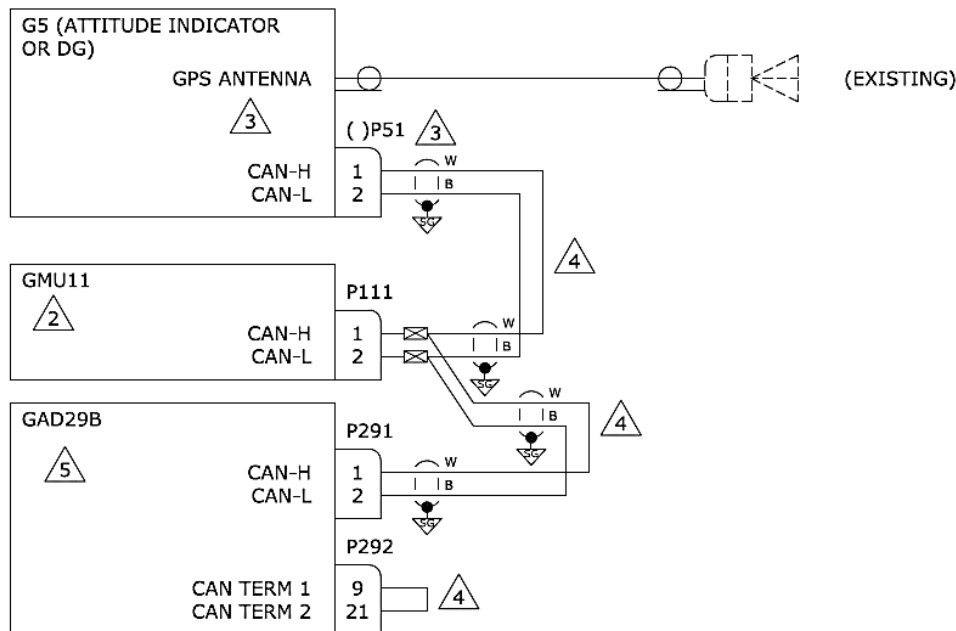 G5 (ATTITUDE INDICATOR
OR DG)
GPS ANTENNA
(EXISTING)
3
( )P51
3
CAN-H
1
W
CAN-L
2
B
SG
4
GMU11
2
P111
CAN-H
1
W
CAN-L
2
B
SG
W
B
SG
4
GAD29B
5
P291
CAN-H
1
W
CAN-L
2
B
SG
P292
CAN TERM 1
9
CAN TERM 2
21
4